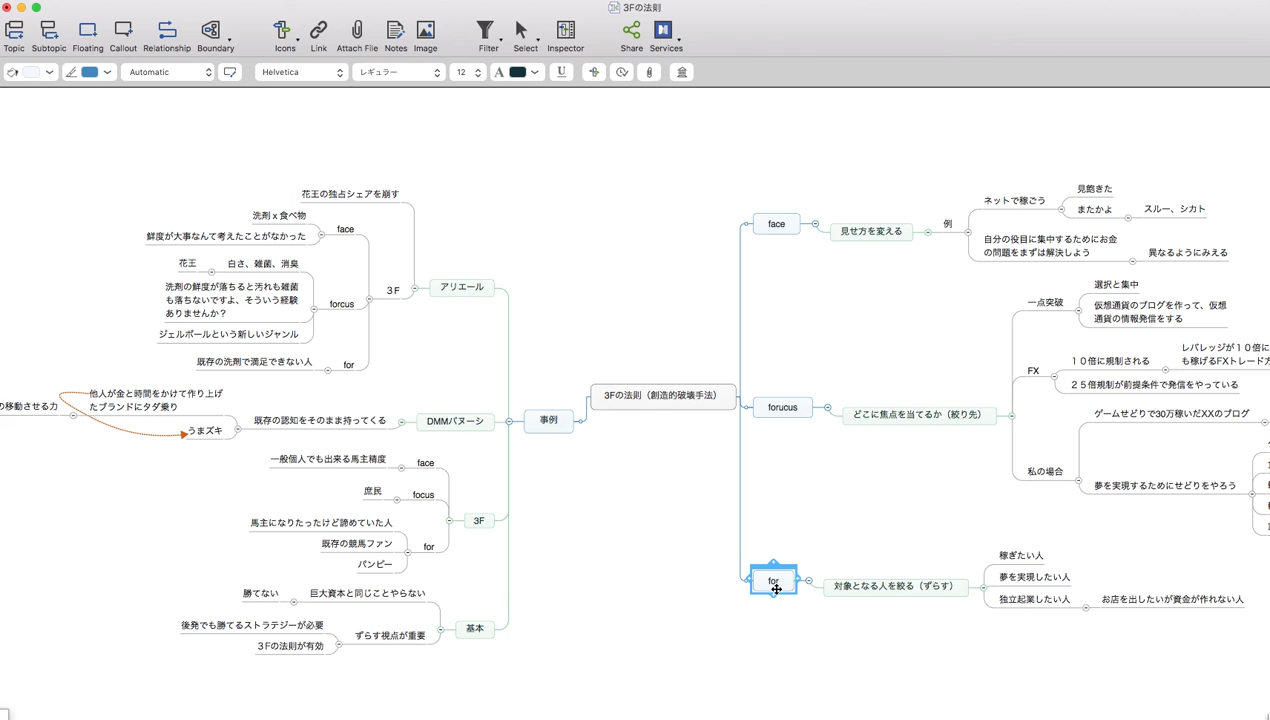 3Fの法則
Topic
Subtopic
Floating
Callout
Relationship
Boundary
Icons
Link
Attach File
Notes
Image
Filter
Select
Inspector
Share
Services
Automatic
Helvetica
レギュラー
12
A
U
3Fの法則（創造的破壊手法）
face
見せ方を変える
例
ネットで稼ごう
見飽きた
またかよ
スルー、シカト
自分の役目に集中するためにお金
の問題をまずは解決しよう
異なるようにみえる
forucus
どこに焦点を当てるか（絞り先）
一点突破
選択と集中
仮想通貨のブログを作って、仮想
通貨の情報発信をする
FX
１０倍に規制される
レバレッジが１０倍に
も稼げるFXトレード方
２５倍規制が前提条件で発信をやっている
私の場合
ゲームせどりで30万稼いだXXのブログ
夢を実現するためにせどりをやろう
for
対象となる人を絞る（ずらす）
稼ぎたい人
夢を実現したい人
独立起業したい人
お店を出したいが資金が作れない人
事例
アリエール
３F
花王の独占シェアを崩す
face
洗剤 x 食べ物
鮮度が大事なんて考えたことがなかった
forcus
白さ、雑菌、消臭
花王
洗剤の鮮度が落ちると汚れも雑菌
も落ちないですよ、そういう経験
ありませんか？
ジェルボールという新しいジャンル
for
既存の洗剤で満足できない人
DMMバヌーシ
既存の認知をそのまま持ってくる
他人が金と時間をかけて作り上げ
たブランドにタダ乗り
の移動させる力
うまズキ
3F
face
一般個人でも出来る馬主精度
focus
庶民
for
馬主になりたったけど諦めていた人
既存の競馬ファン
パンピー
基本
巨大資本と同じことやらない
勝てない
ずらす視点が重要
後発でも勝てるストラテジーが必要
３Fの法則が有効